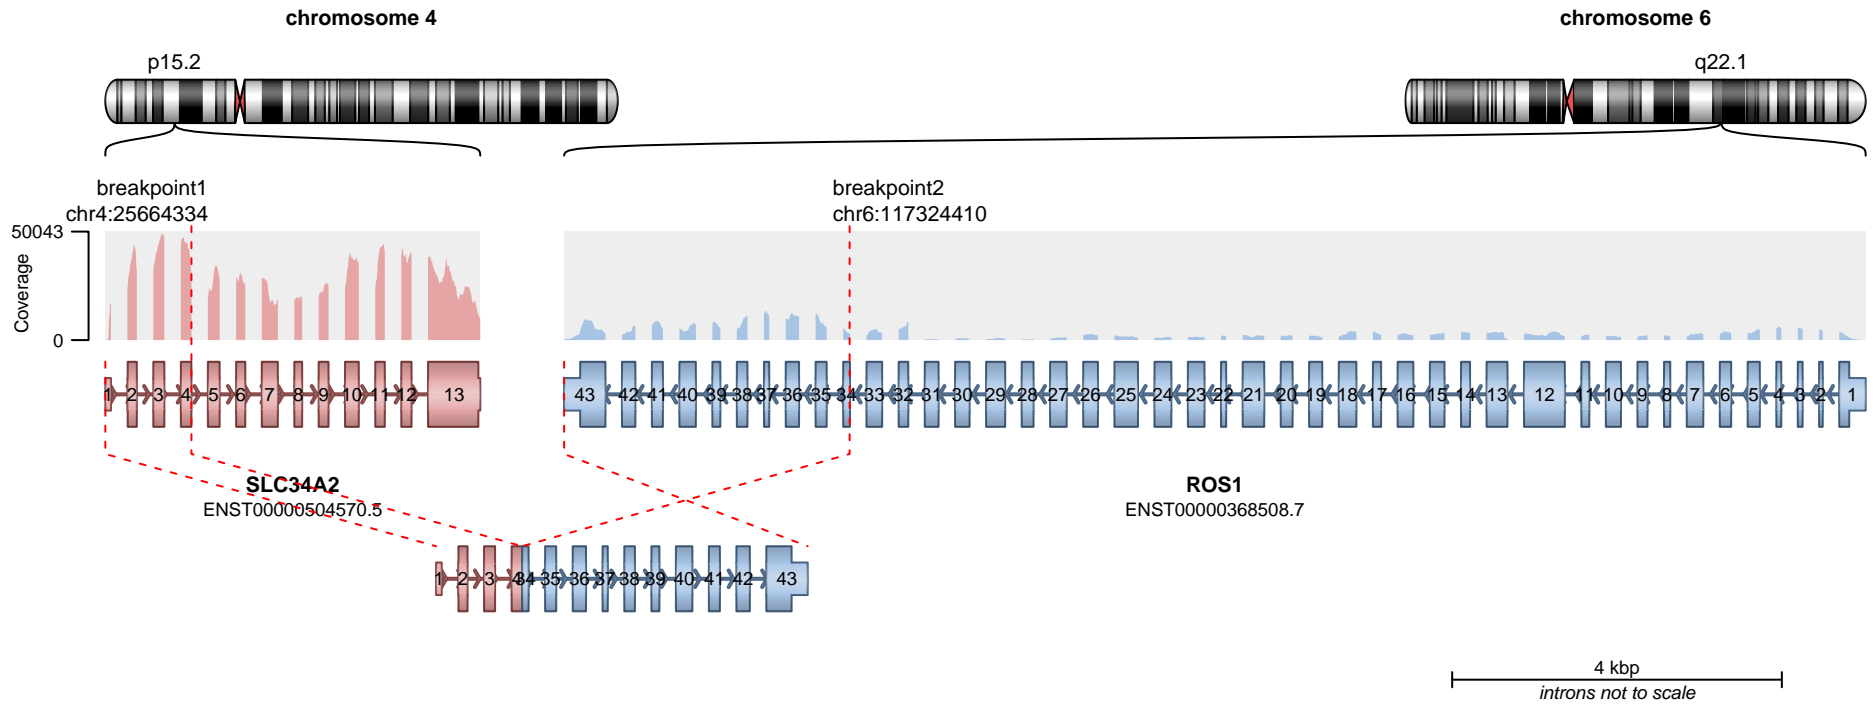 chromosome 4
chromosome 6
p15.2
q22.1
breakpoint1
chr4:25664334
breakpoint2
chr6:117324410
50043
Coverage
0
1 2 3 4 5 6 7 8 9 10 11 12 13
43 42 41 40 39 38 37 36 35 34 33 32 31 30 29 28 27 26 25 24 23 22 21 20 19 18 17 16 15 14 13 12 11 10 9 8 7 6 5 4 3 2 1
SLC34A2
ENST00000504570.5
ROS1
ENST00000368508.7
1 2 3 4 34 35 36 37 38 39 40 41 42 43
4 kbp
introns not to scale